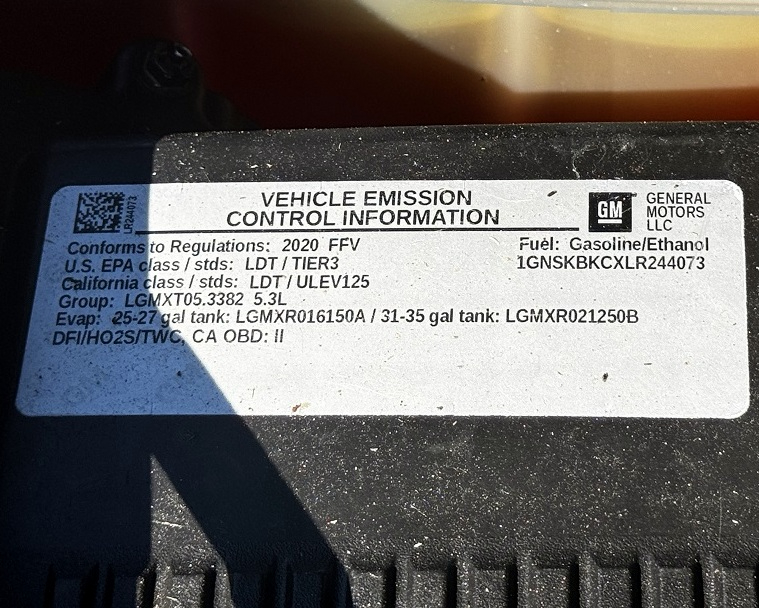 LR244073
VEHICLE EMISSION
CONTROL INFORMATION
GM
GENERAL
MOTORS
LLC
Conforms to Regulations: 2020 FFV
Fuel: Gasoline/Ethanol
U.S. EPA class / stds: LDT / TIER3
1GNSKBKCXLR244073
California class / stds: LDT / ULEV125
Group: LGMXT05.3382 5.3L
Evap: 25-27 gal tank: LGMXR016150A / 31-35 gal tank: LGMXR021250B
DFI/HO2S/TWC, CA OBD: II